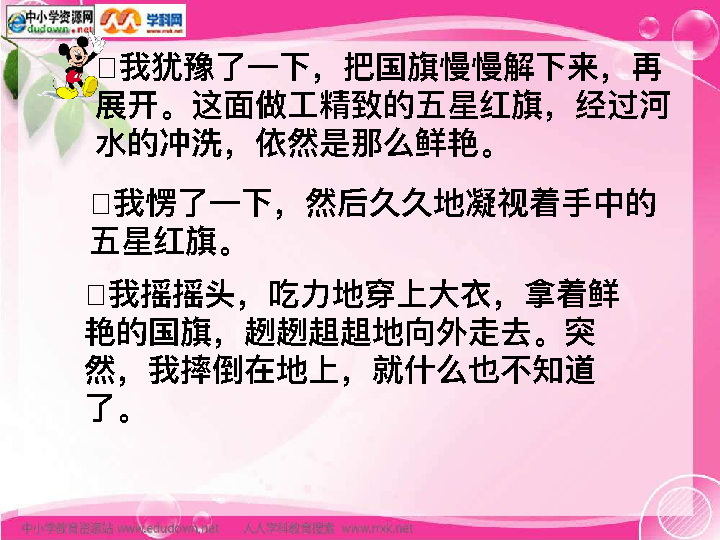 中小学资源网
edudown.net
学科网
www.rrxk.net
□我犹豫了一下，把国旗慢慢解下来，再
展开。这面做工精致的五星红旗，经过河
水的冲洗，依然是那么鲜艳。
□我愣了一下，然后久久地凝视着手中的
五星红旗。
□我摇摇头，吃力地穿上大衣，拿着鲜
艳的国旗，趔趔趄趄地向外走去。突
然，我摔倒在地上，就什么也不知道
了。
中小学教育资源站 www.edudown.net 人人学科教育搜索 www.rrxk.net